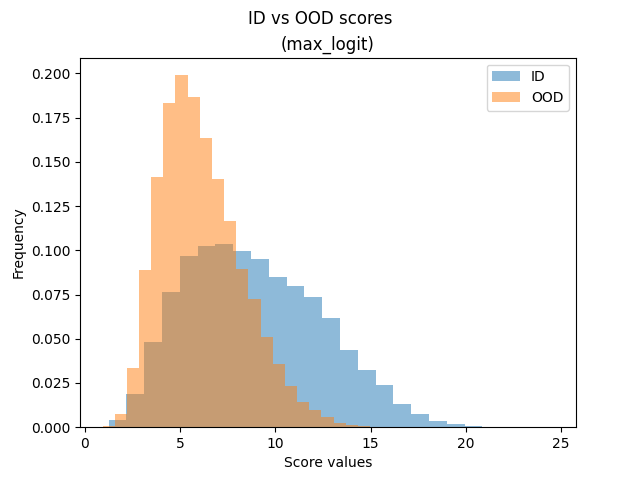 ID vs OOD scores
(max_logit)
ID
OOD
0.200
0.175
0.150
0.125
0.100
0.075
0.050
0.025
0.000
Frequency
0
5
10
15
20
25
Score values